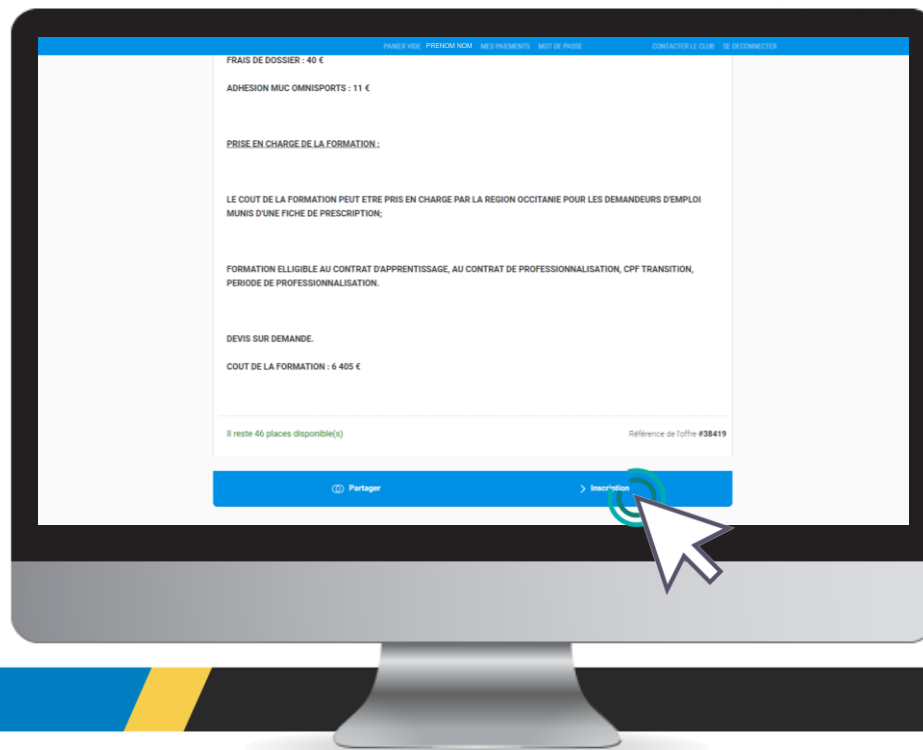 PANIER VIDE PRENOM NOM MES PAIEMENTS MOT DE PASSE CONTACTER LE CLUB SE DECONNECTER
FRAIS DE DOSSIER : 40 €
ADHESION MUC OMNISPORTS : 11 €
PRISE EN CHARGE DE LA FORMATION :
LE COUT DE LA FORMATION PEUT ETRE PRIS EN CHARGE PAR LA REGION OCCITANIE POUR LES DEMANDEURS D'EMPLOI
MUNIS D'UNE FICHE DE PRESCRIPTION;
FORMATION ELLIGIBLE AU CONTRAT D'APPRENTISSAGE, AU CONTRAT DE PROFESSIONNALISATION, CPF TRANSITION,
PERIODE DE PROFESSIONNALISATION.
DEVIS SUR DEMANDE.
COUT DE LA FORMATION : 6 405 €
Il reste 46 places disponible(s) Référence de l'offre #38419
Partager Inscription